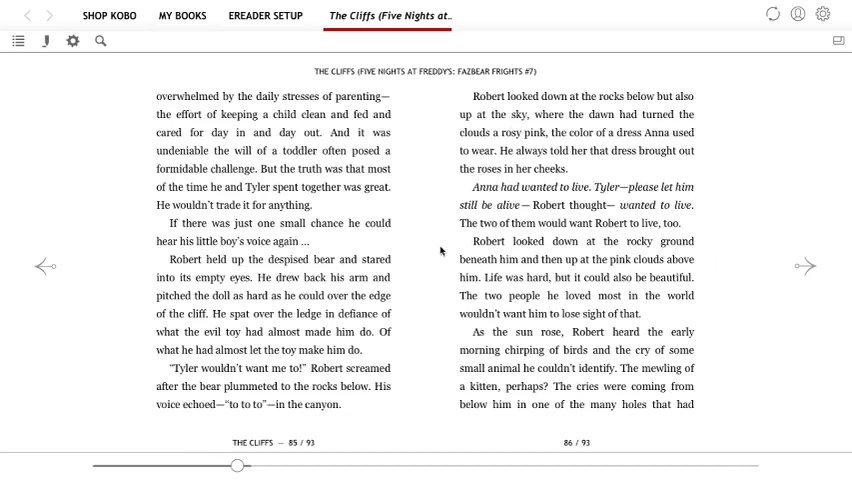 SHOP KOBO
MY BOOKS
EREADER SETUP
The Cliffs (Five Nights at..
THE CLIFFS (FIVE NIGHTS AT FREDDY'S: FAZBEAR FRIGHTS #7)
overwhelmed by the daily stresses of parenting—
the effort of keeping a child clean and fed and
cared for day in and day out. And it was
undeniable the will of a toddler often posed a
formidable challenge. But the truth was that most
of the time he and Tyler spent together was great.
He wouldn't trade it for anything.
If there was just one small chance he could
hear his little boy's voice again ...
Robert held up the despised bear and stared
into its empty eyes. He drew back his arm and
pitched the doll as hard as he could over the edge
of the cliff. He spat over the ledge in defiance of
what the evil toy had almost made him do. Of
what he had almost let the toy make him do.
“Tyler wouldn't want me to!” Robert screamed
after the bear plummeted to the rocks below. His
voice echoed—“to to to”—in the canyon.
THE CLIFFS — 85 / 93
Robert looked down at the rocks below but also
up at the sky, where the dawn had turned the
clouds a rosy pink, the color of a dress Anna used
to wear. He always told her that dress brought out
the roses in her cheeks.
Anna had wanted to live. Tyler—please let him
still be alive— Robert thought— wanted to live.
The two of them would want Robert to live, too.
Robert looked down at the rocky ground
beneath him and then up at the pink clouds above
him. Life was hard, but it could also be beautiful.
The two people he loved most in the world
wouldn't want him to lose sight of that.
As the sun rose, Robert heard the early
morning chirping of birds and the cry of some
small animal he couldn't identify. The mewling of
a kitten, perhaps? The cries were coming from
below him in one of the many holes that had
86 / 93